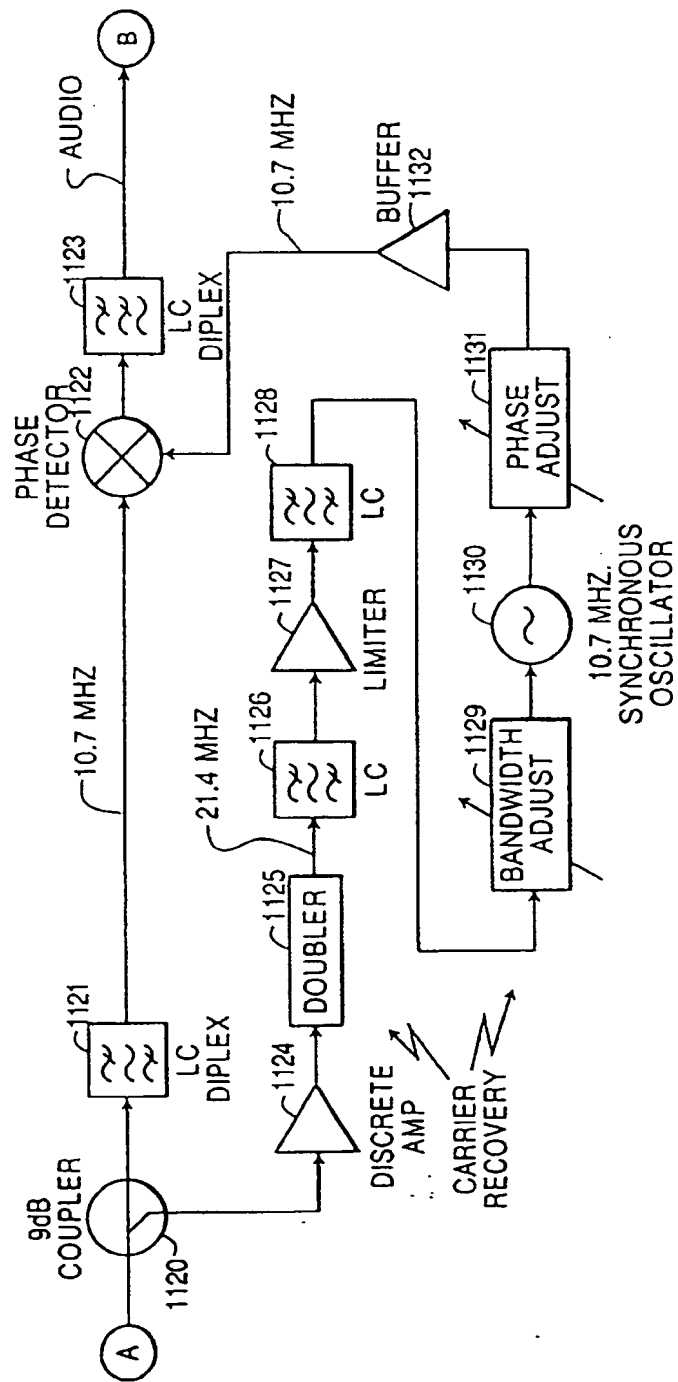 A
9dB
COUPLER
1120
1121
LC
DIPLEX
10.7 MHZ
PHASE
DETECTOR
1122
1123
LC
DIPLEX
AUDIO
B
1124
DISCRETE
AMP
1125
DOUBLER
21.4 MHZ
1126
LC
1127
LIMITER
1128
LC
10.7 MHZ
BUFFER
1132
CARRIER
RECOVERY
1129
BANDWIDTH
ADJUST
1130
10.7 MHZ.
SYNCHRONOUS
OSCILLATOR
1131
PHASE
ADJUST